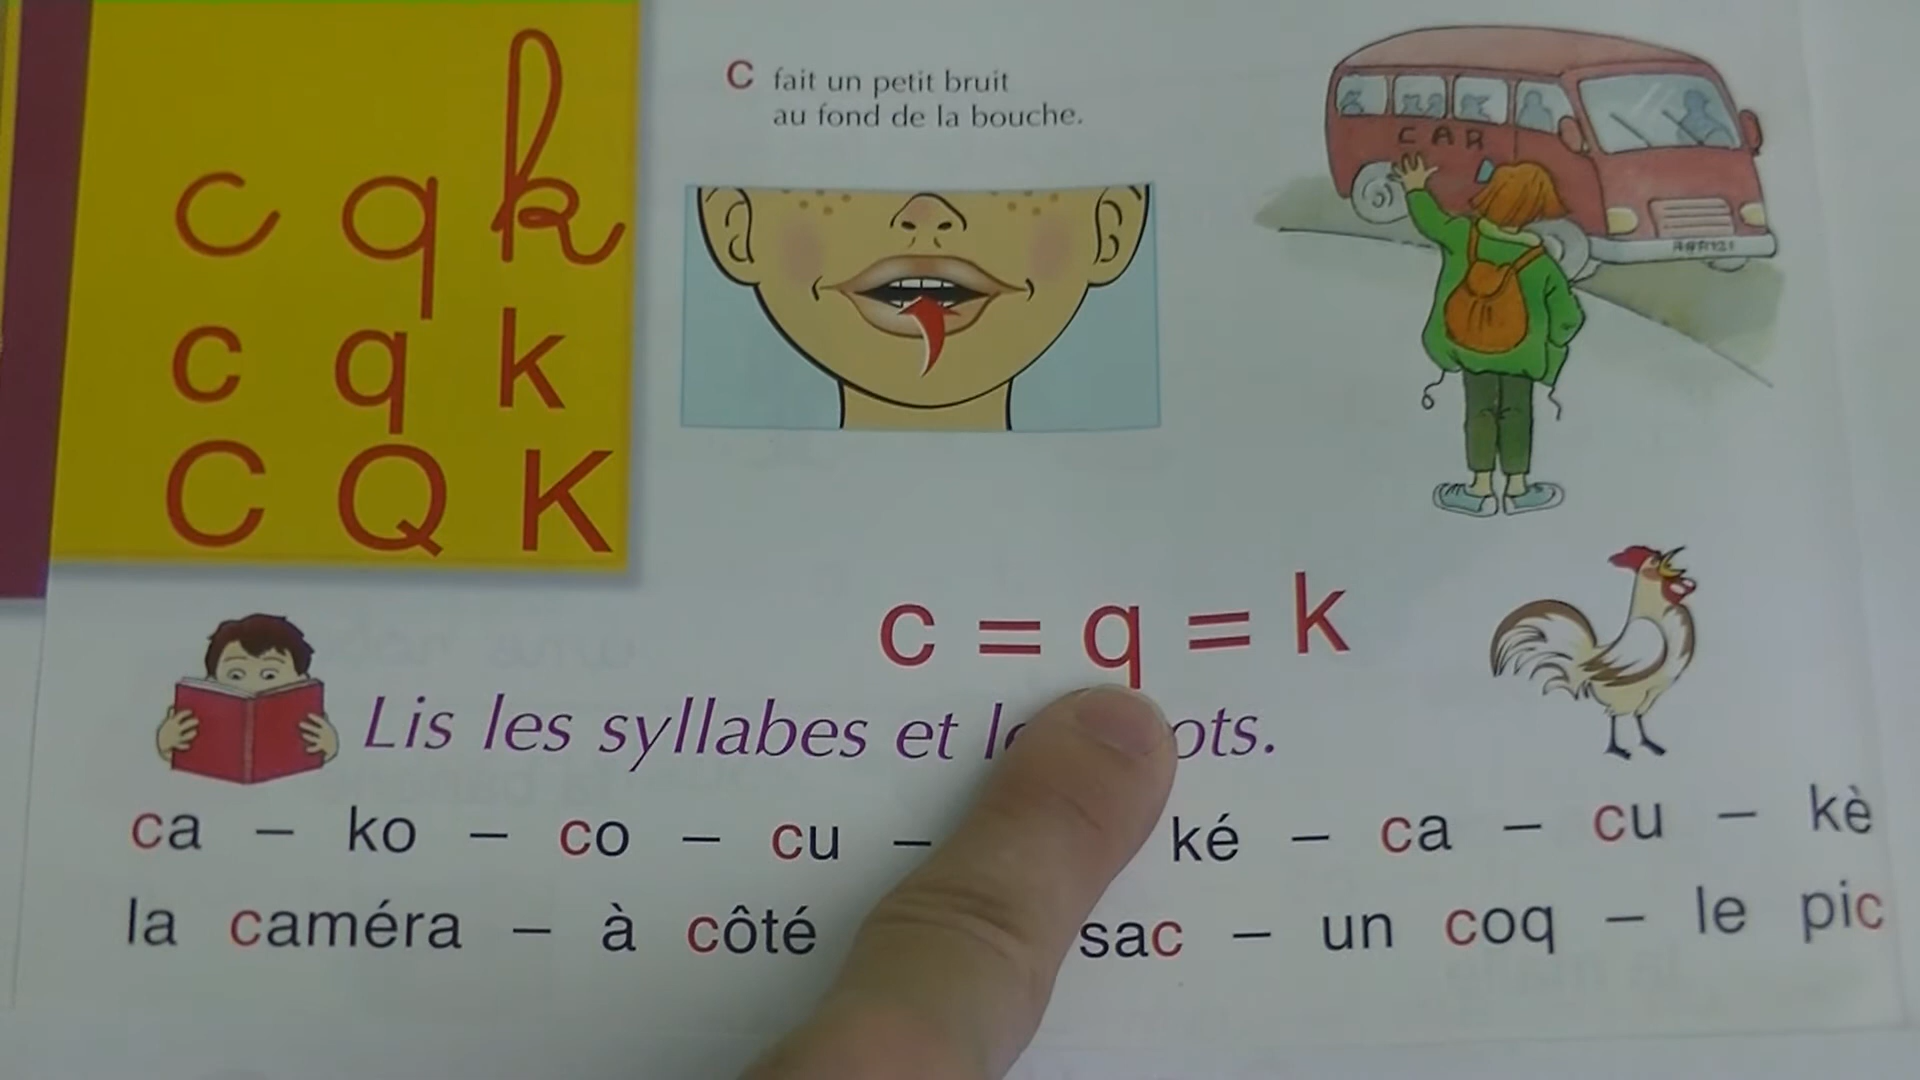 c q k
c q k
C Q K
c fait un petit bruit
au fond de la bouche.
CAR
c = q = k
Lis les syllabes et
ca – ko – co – cu – ké – ca – cu – kè
la caméra – à côté sac – un coq – le pic